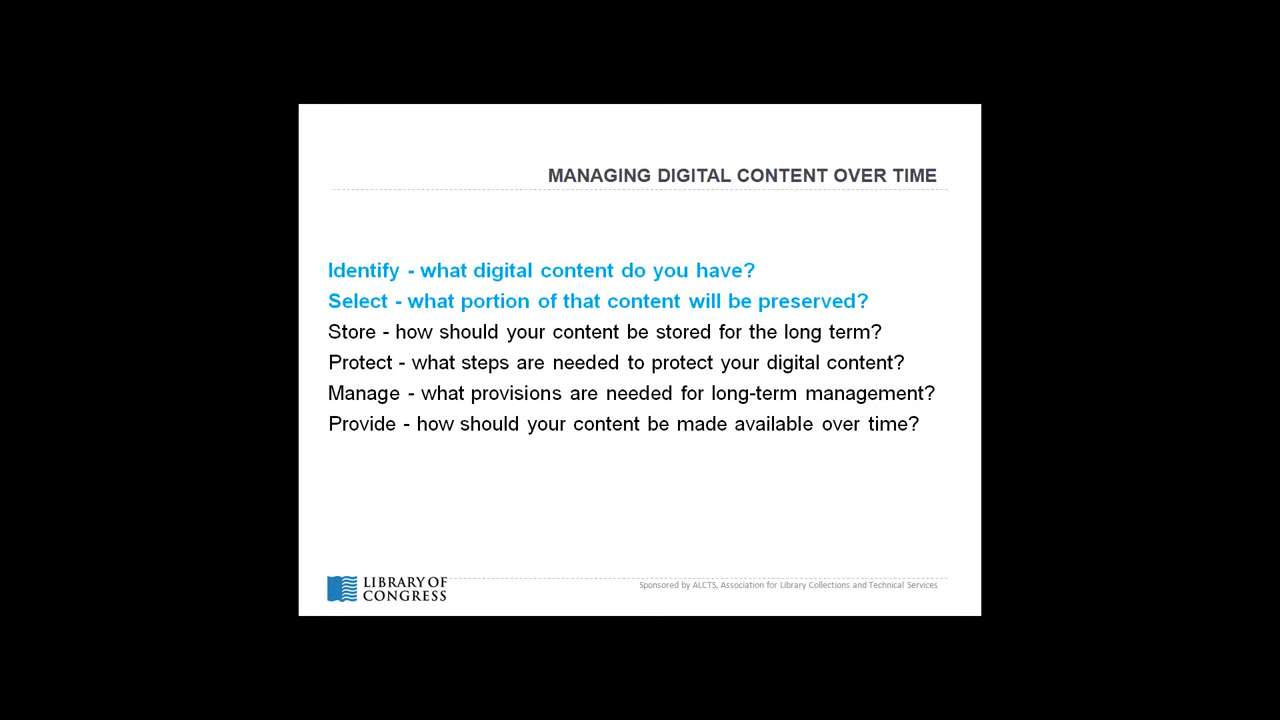 MANAGING DIGITAL CONTENT OVER TIME
Identify - what digital content do you have?
Select - what portion of that content will be preserved?
Store - how should your content be stored for the long term?
Protect - what steps are needed to protect your digital content?
Manage - what provisions are needed for long-term management?
Provide - how should your content be made available over time?
LIBRARY OF
CONGRESS
Sponsored by ALCTS, Association for Library Collections and Technical Services